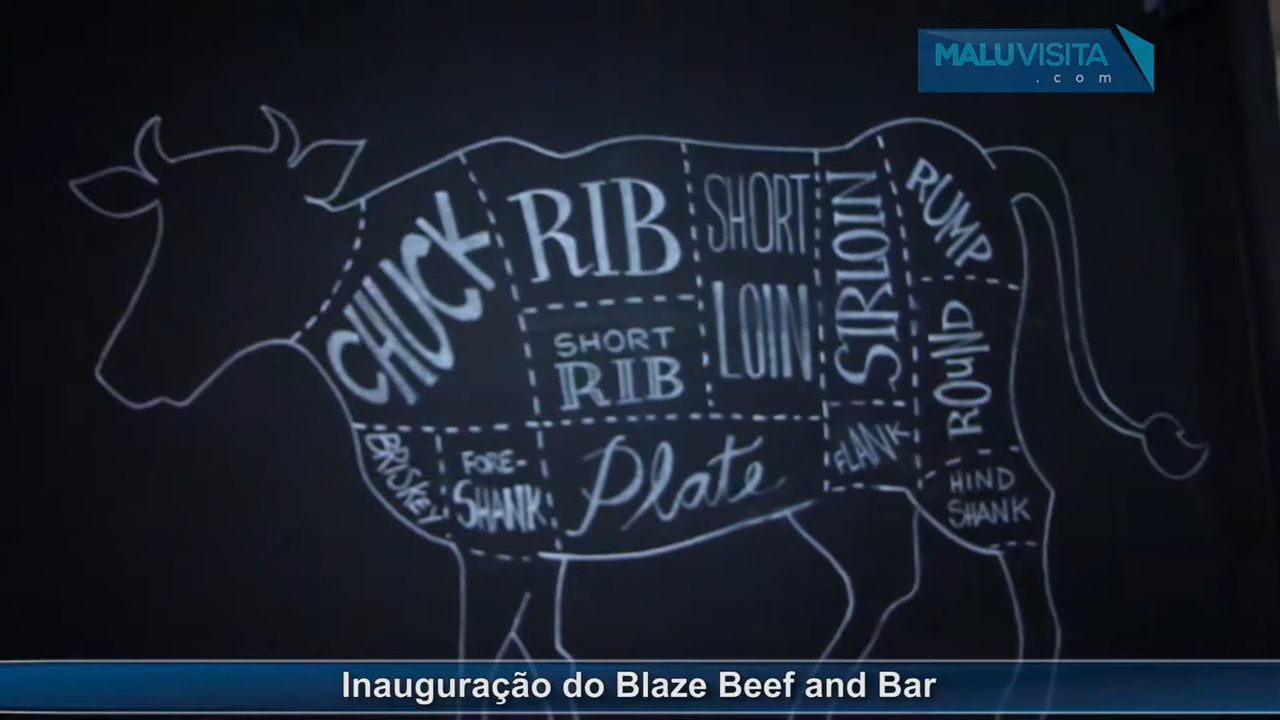 MALUVISITA
.com
CHUCK
RIB
SHORT
RIB
SHORT
LOIN
SIRLOIN
RUMP
ROUND
BRISKEY
FORE-
SHANK
Plate
FLANK
HIND
SHANK
Inauguração do Blaze Beef and Bar